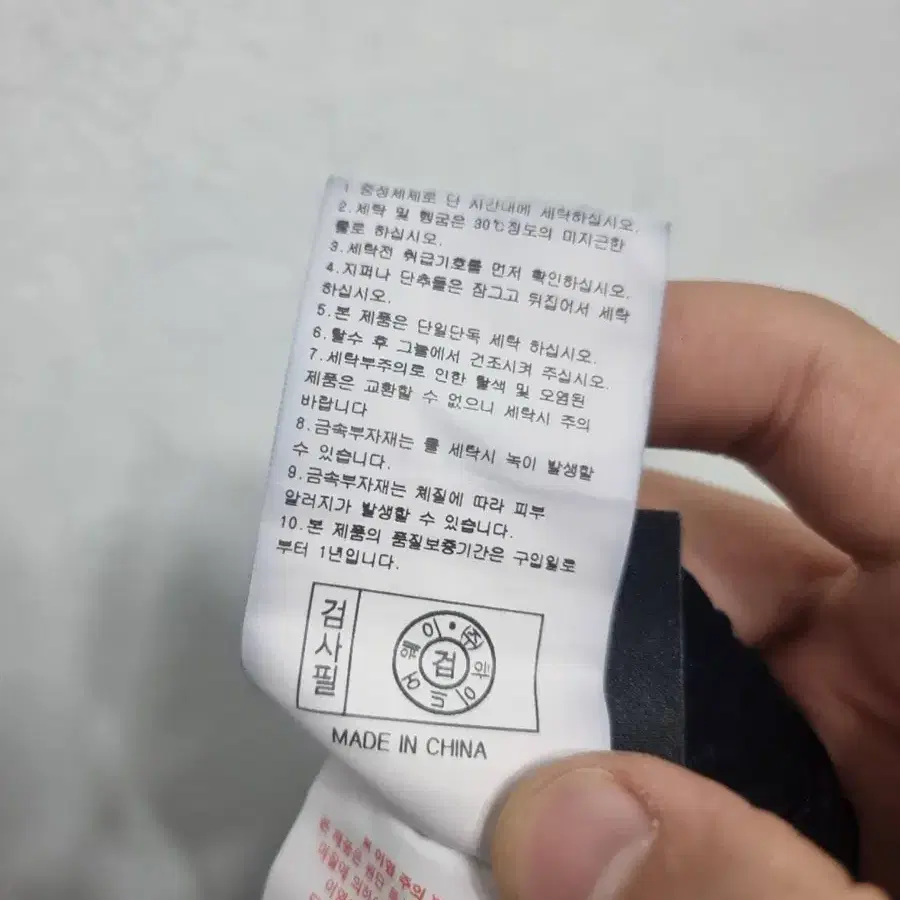 1 중성세제로 단 시간내에 세탁하십시오.
2.세탁 및 헹굼은 30℃정도의 미지근한
물로 하십시오.
3.세탁전 취급기호를 먼저 확인하십시오.
4.지퍼나 단추들은 잠그고 뒤집어서 세탁
하십시오.
5.본 제품은 단일단독 세탁 하십시오.
6.탈수 후 그늘에서 건조시켜 주십시오.
7.세탁부주의로 인한 탈색 및 오염된
제품은 교환할 수 없으니 세탁시 주의
바랍니다
8.금속부자재는 물 세탁시 녹이 발생할
수 있습니다.
9.금속부자재는 체질에 따라 피부
알러지가 발생할 수 있습니다.
10.본 제품의 품질보증기간은 구입일로
부터 1년입니다.
검사필
검
MADE IN CHINA
이염 주의